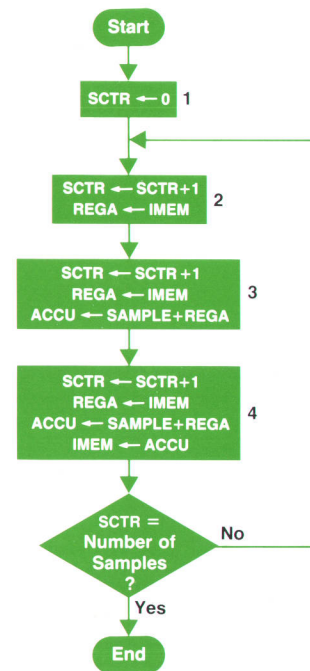 Start
SCTR ← 0 1
SCTR ← SCTR+1
REGA ← IMEM
2
SCTR ← SCTR +1
REGA ← IMEM
ACCU ← SAMPLE+REGA
3
SCTR ← SCTR+1
REGA ← IMEM
ACCU ← SAMPLE+REGA
IMEM ← ACCU
4
SCTR =
Number of
Samples
?
No
Yes
End